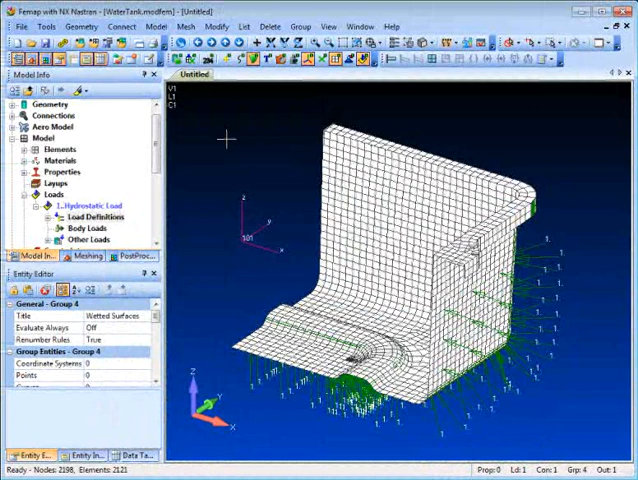 Femap with NX Nastran - [WaterTank.modfem] - [Untitled]
File Tools Geometry Connect Model Mesh Modify List Delete Group View Window Help
Model Info
Untitled
V1
L1
C1
Geometry
Connections
Aero Model
Model
Elements
Materials
Properties
Layups
Loads
1..Hydrostatic Load
Load Definitions
Body Loads
Other Loads
Model In... Meshing PostProc...
Entity Editor
General - Group 4
Title Wetted Surfaces
Evaluate Always Off
Renumber Rules True
Group Entities - Group 4
Coordinate Systems 0
Points 0
Entity E... Entity In... Data Ta...
z
y
x
Z
Y
X
Ready - Nodes: 2198, Elements: 2121 Prop:0 Ld:1 Con:1 Grp:4 Out:1